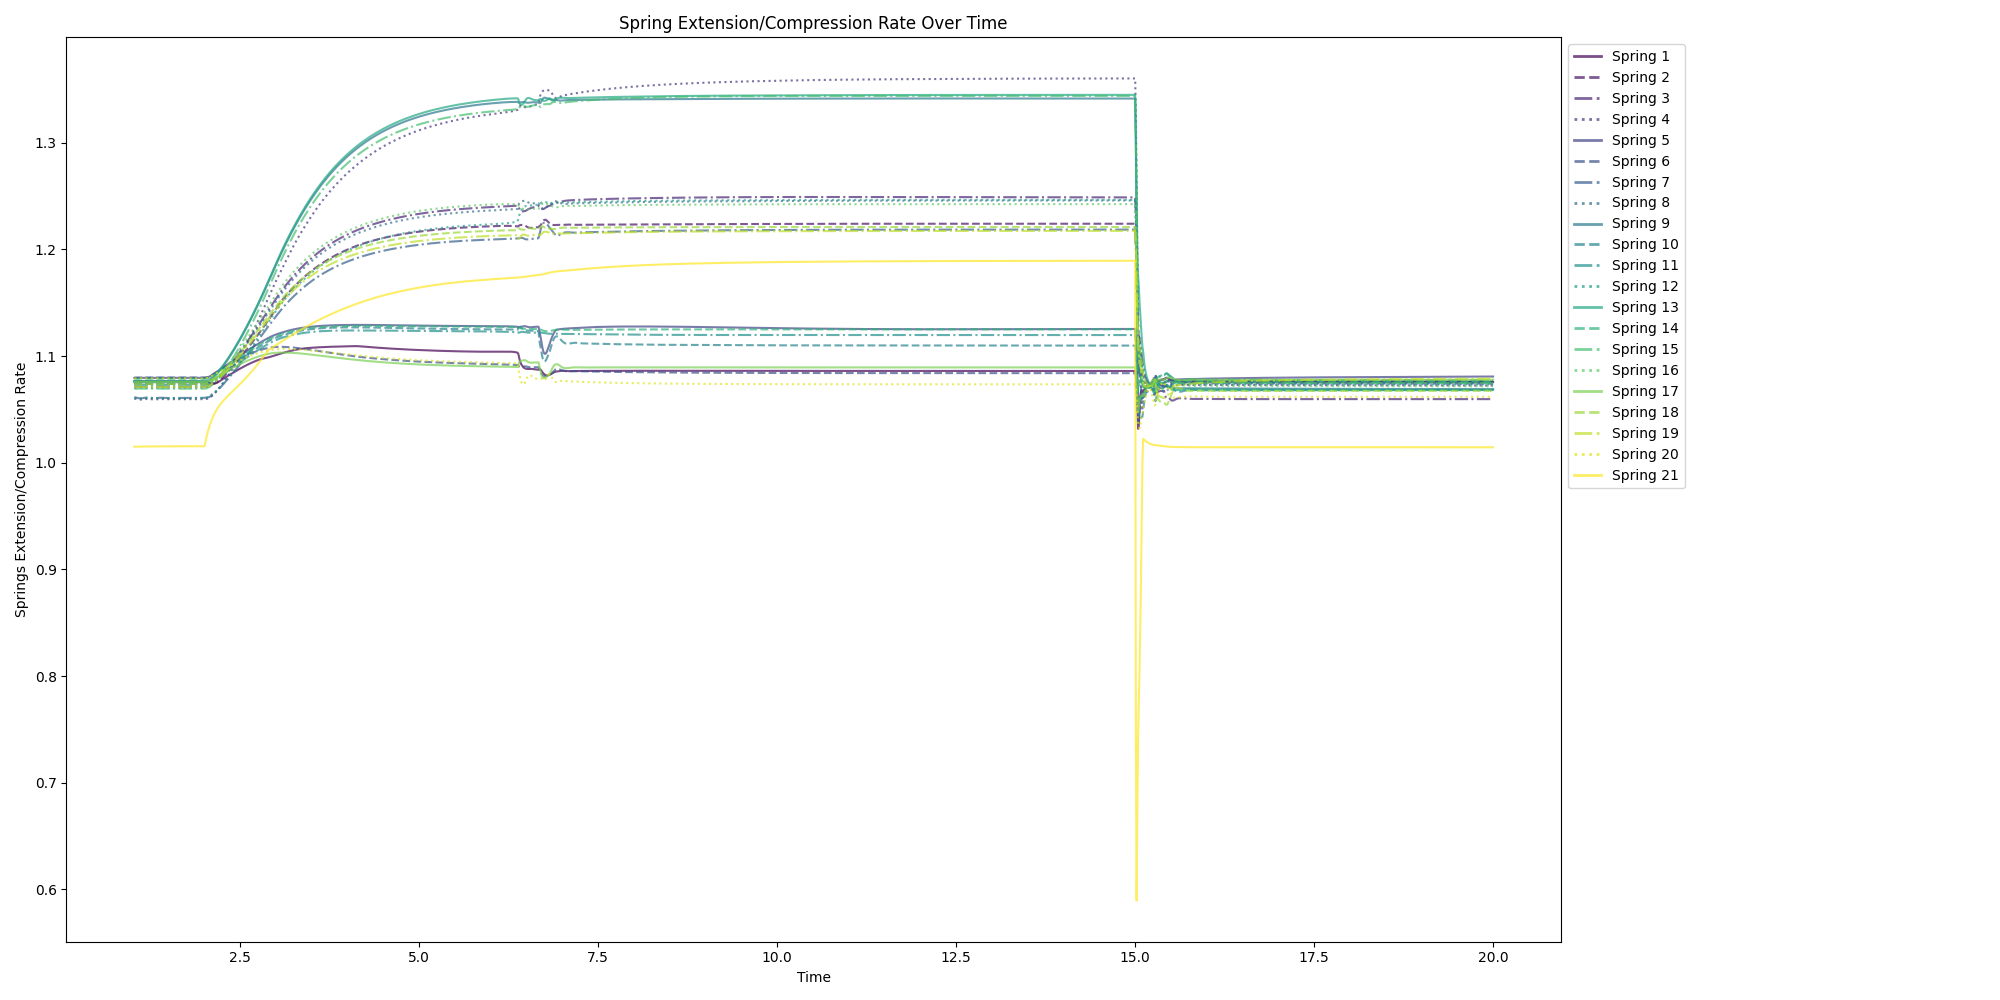 Spring Extension/Compression Rate Over Time
Springs Extension/Compression Rate
1.3
1.2
1.1
1.0
0.9
0.8
0.7
0.6
2.5
5.0
7.5
10.0
12.5
15.0
17.5
20.0
Time
Spring 1
Spring 2
Spring 3
Spring 4
Spring 5
Spring 6
Spring 7
Spring 8
Spring 9
Spring 10
Spring 11
Spring 12
Spring 13
Spring 14
Spring 15
Spring 16
Spring 17
Spring 18
Spring 19
Spring 20
Spring 21